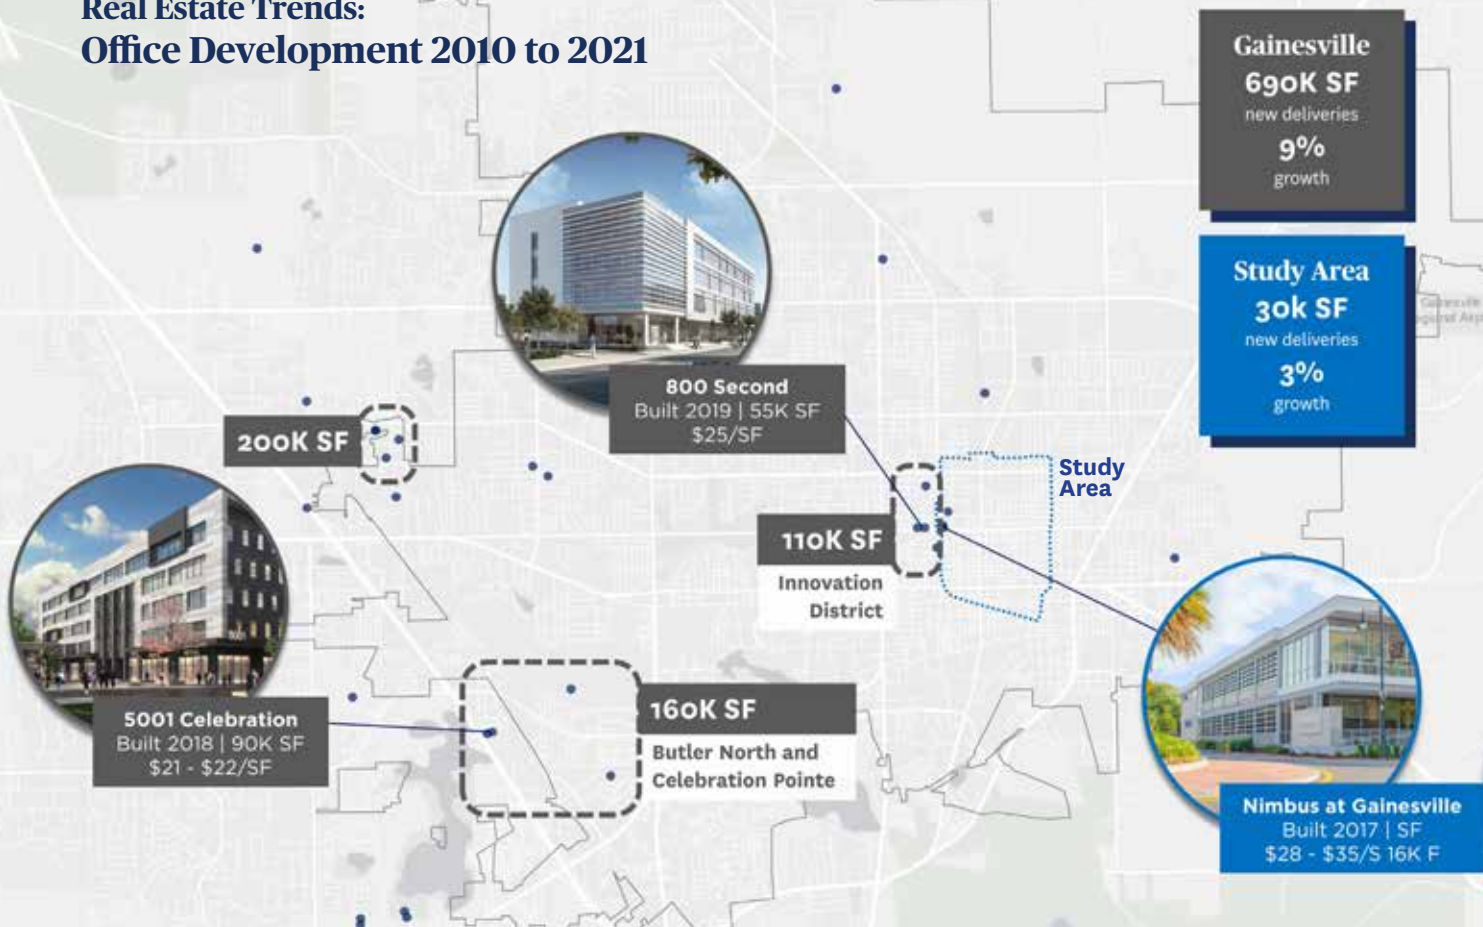 Real Estate Trends:
Office Development 2010 to 2021
Gainesville
690K SF
new deliveries
9%
growth
Study Area
30k SF
new deliveries
3%
growth
Gainesville
800 Second
Built 2019 | 55K SF
$25/SF
200K SF
Study
Area
110K SF
Innovation
District
5001 Celebration
Built 2018 | 90K SF
$21 - $22/SF
160K SF
Butler North and
Celebration Pointe
Nimbus at Gainesville
Built 2017 | SF
$28 - $35/S 16K F